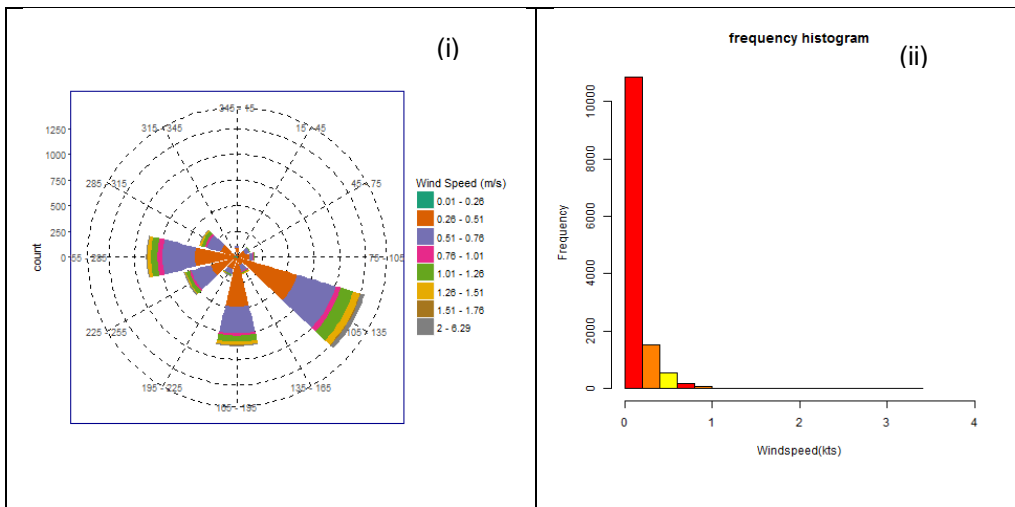 (i)
345 - 15
315 - 345
15 - 45
285 - 315
45 - 75
55 - 285
75 - 105
225 - 255
105 - 135
195 - 225
135 - 165
165 - 195
1250
1000
750
500
250
0
count
Wind Speed (m/s)
0.01 - 0.26
0.26 - 0.51
0.51 - 0.76
0.76 - 1.01
1.01 - 1.26
1.26 - 1.51
1.51 - 1.76
2 - 6.29
frequency histogram
(ii)
Frequency
10000
8000
6000
4000
2000
0
0 1 2 3 4
Windspeed(kts)